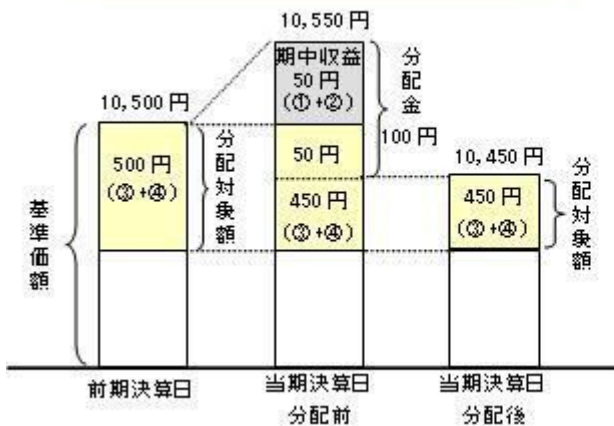 10,550円
期中収益
50円
(①+②)
分配金
100円
10,500円
500円
(③+④)
分配対象額
50円
450円
(③+④)
10,450円
450円
(③+④)
分配対象額
基準価額
前期決算日
当期決算日
分配前
当期決算日
分配後